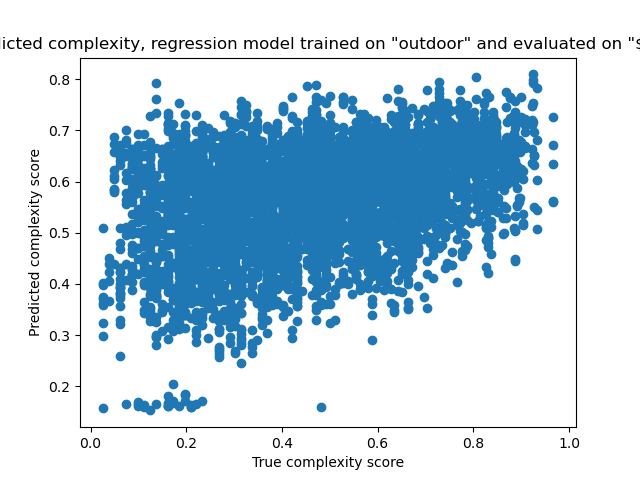 complexity, regression model trained on "outdoor" and evaluated on
0.8
0.7
0.6
0.5
0.4
0.3
0.2
Predicted complexity score
0.0 0.2 0.4 0.6 0.8 1.0
True complexity score